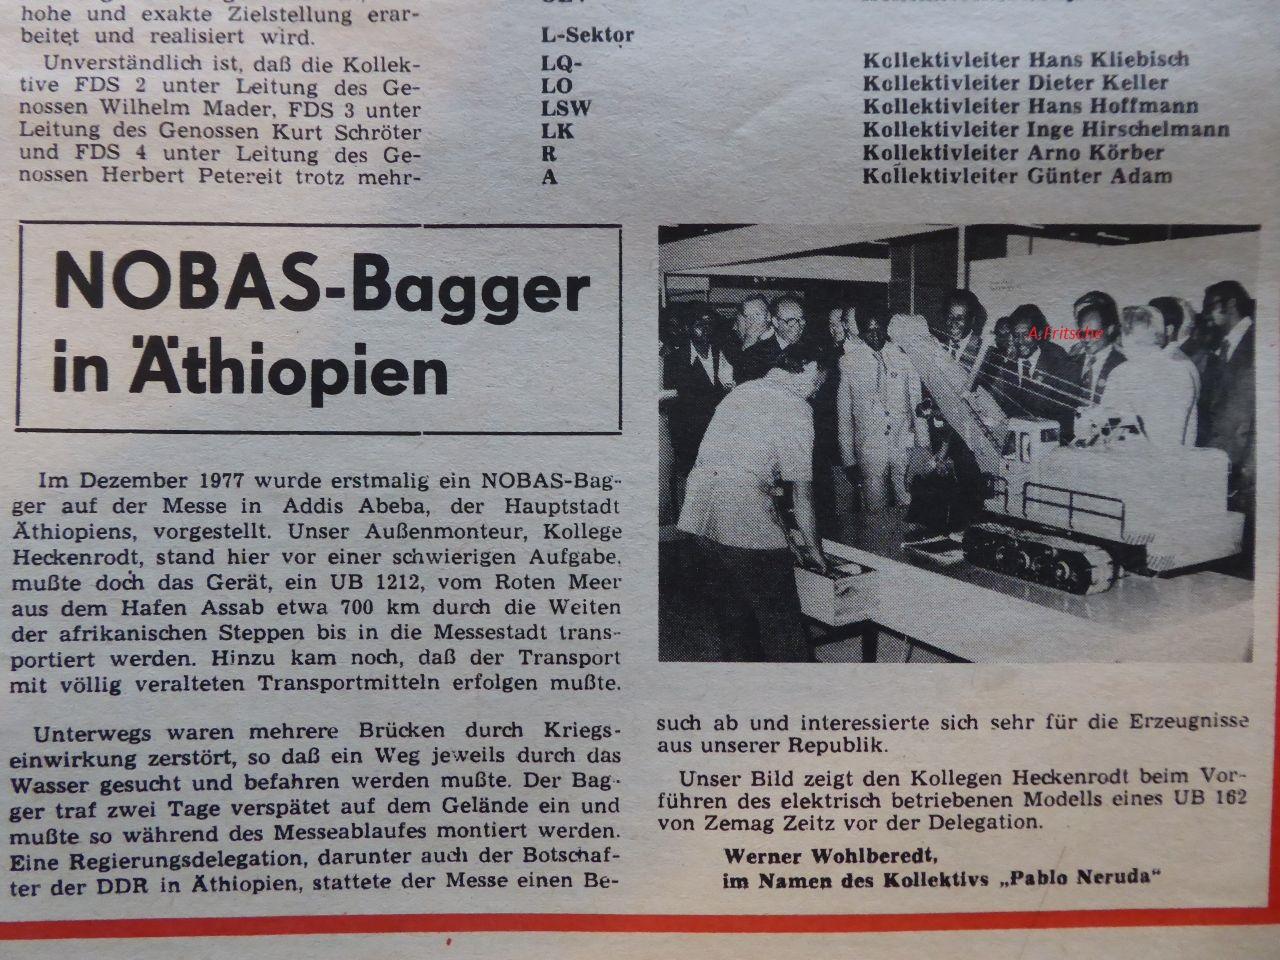 hohe und exakte Zielstellung erar-
beitet und realisiert wird.
Unverständlich ist, daß die Kollek-
tive FDS 2 unter Leitung des Ge-
nossen Wilhelm Mader, FDS 3 unter
Leitung des Genossen Kurt Schröter
und FDS 4 unter Leitung des Ge-
nossen Herbert Petereit trotz mehr-
L-Sektor
LQ- Kollektivleiter Hans Kliebisch
LO Kollektivleiter Dieter Keller
LSW Kollektivleiter Hans Hoffmann
LK Kollektivleiter Inge Hirschelmann
R Kollektivleiter Arno Körber
A Kollektivleiter Günter Adam
NOBAS-Bagger
in Äthiopien
Im Dezember 1977 wurde erstmalig ein NOBAS-Bag-
ger auf der Messe in Addis Abeba, der Hauptstadt
Äthiopiens, vorgestellt. Unser Außenmonteur, Kollege
Heckenrodt, stand hier vor einer schwierigen Aufgabe,
mußte doch das Gerät, ein UB 1212, vom Roten Meer
aus dem Hafen Assab etwa 700 km durch die Weiten
der afrikanischen Steppen bis in die Messestadt trans-
portiert werden. Hinzu kam noch, daß der Transport
mit völlig veralteten Transportmitteln erfolgen mußte.
Unterwegs waren mehrere Brücken durch Kriegs-
einwirkung zerstört, so daß ein Weg jeweils durch das
Wasser gesucht und befahren werden mußte. Der Bag-
ger traf zwei Tage verspätet auf dem Gelände ein und
mußte so während des Messeablaufes montiert werden.
Eine Regierungsdelegation, darunter auch der Botschaf-
ter der DDR in Äthiopien, stattete der Messe einen Be-
A.Fritsche
such ab und interessierte sich sehr für die Erzeugnisse
aus unserer Republik.
Unser Bild zeigt den Kollegen Heckenrodt beim Vor-
führen des elektrisch betriebenen Modells eines UB 162
von Zemag Zeitz vor der Delegation.
Werner Wohlberedt,
im Namen des Kollektivs „Pablo Neruda"